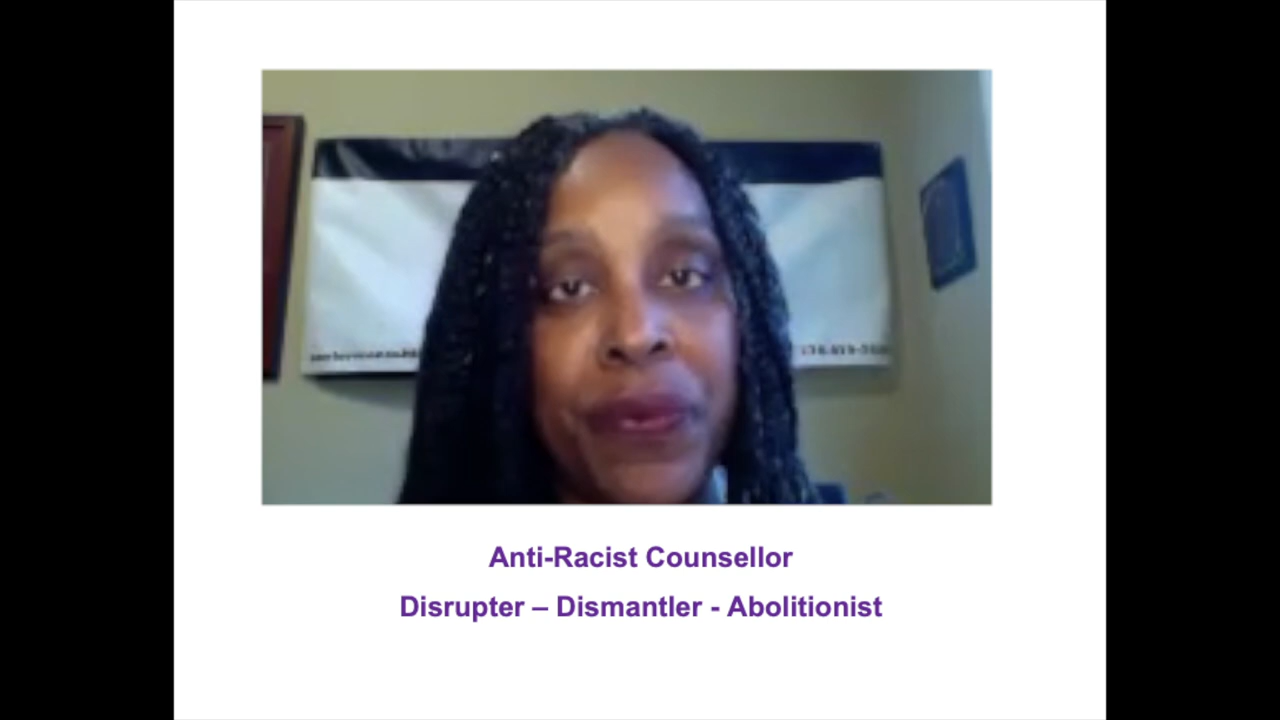 Anti-Racist Counsellor
Disrupter – Dismantler - Abolitionist